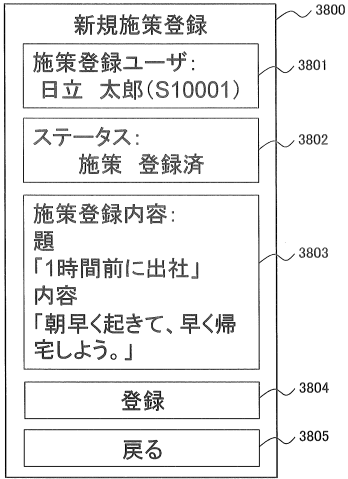 新規施策登録
3800
施策登録ユーザ:
日立 太郎(S10001)
3801
ステータス:
施策 登録済
3802
施策登録内容:
題
「1時間前に出社」
内容
「朝早く起きて、早く帰
宅しよう。」
3803
登録
3804
戻る
3805